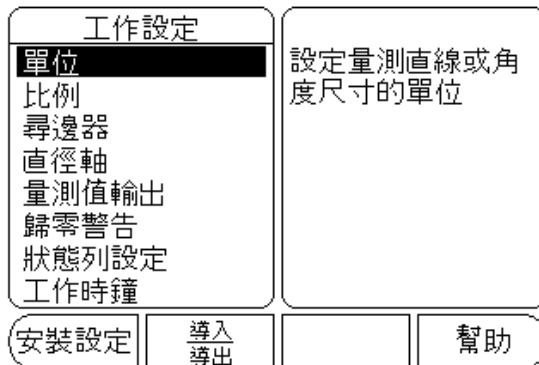 工作設定
單位
比例
尋邊器
直徑軸
量測值輸出
歸零警告
狀態列設定
工作時鐘
設定量測直線或角
度尺寸的單位
安裝設定
導入
導出
幫助